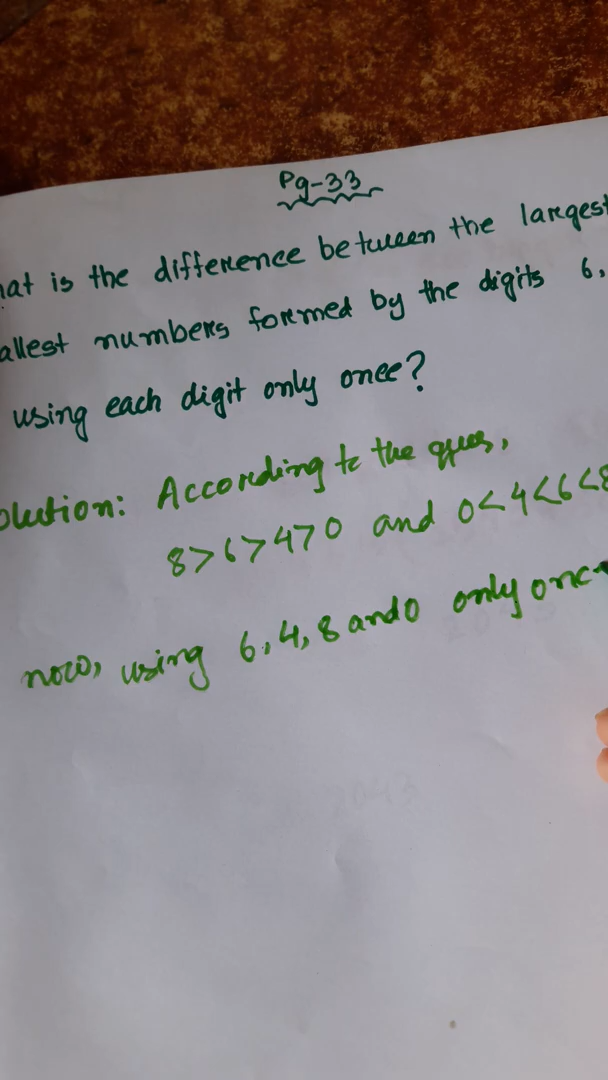 Pg-33
hat is the difference between the largest
allest numbers formed by the digits 6,
using each digit only once?
olution: According to the ques,
8>6>4>0 and 0<4<6<8
now, using 6,4,8 and 0 only once